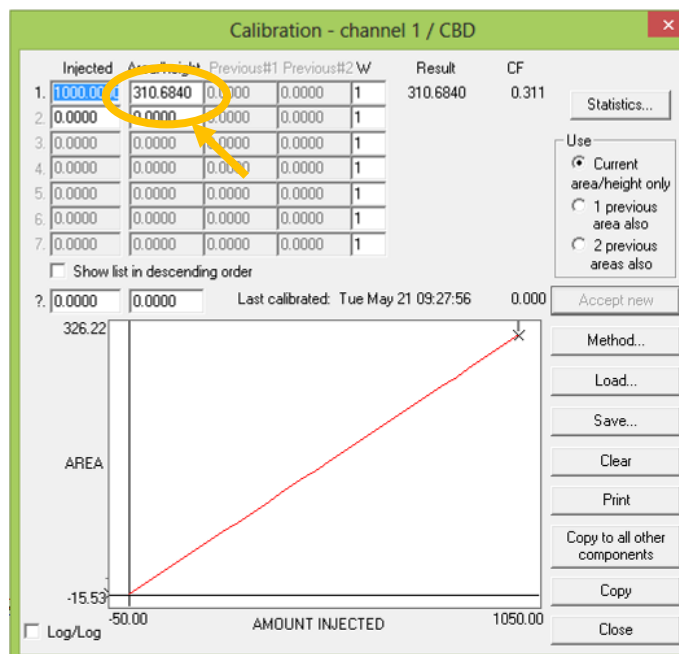 Calibration - channel 1 / CBD
Injected Area/height Previous#1 Previous#2 W Result CF
1. 1000.0000 310.6840 0.0000 0.0000 1 310.6840 0.311
2. 0.0000 0.0000 0.0000 0.0000 1
3. 0.0000 0.0000 0.0000 0.0000 1
4. 0.0000 0.0000 0.0000 0.0000 1
5. 0.0000 0.0000 0.0000 0.0000 1
6. 0.0000 0.0000 0.0000 0.0000 1
7. 0.0000 0.0000 0.0000 0.0000 1
Statistics...
Use
Current
area/height only
1 previous
area also
2 previous
areas also
Show list in descending order
?. 0.0000 0.0000 Last calibrated: Tue May 21 09:27:56 0.000
Accept new
Method...
Load...
Save...
Clear
Print
Copy to all other
components
Copy
Close
326.22
AREA
-15.53
-50.00 AMOUNT INJECTED 1050.00
Log/Log